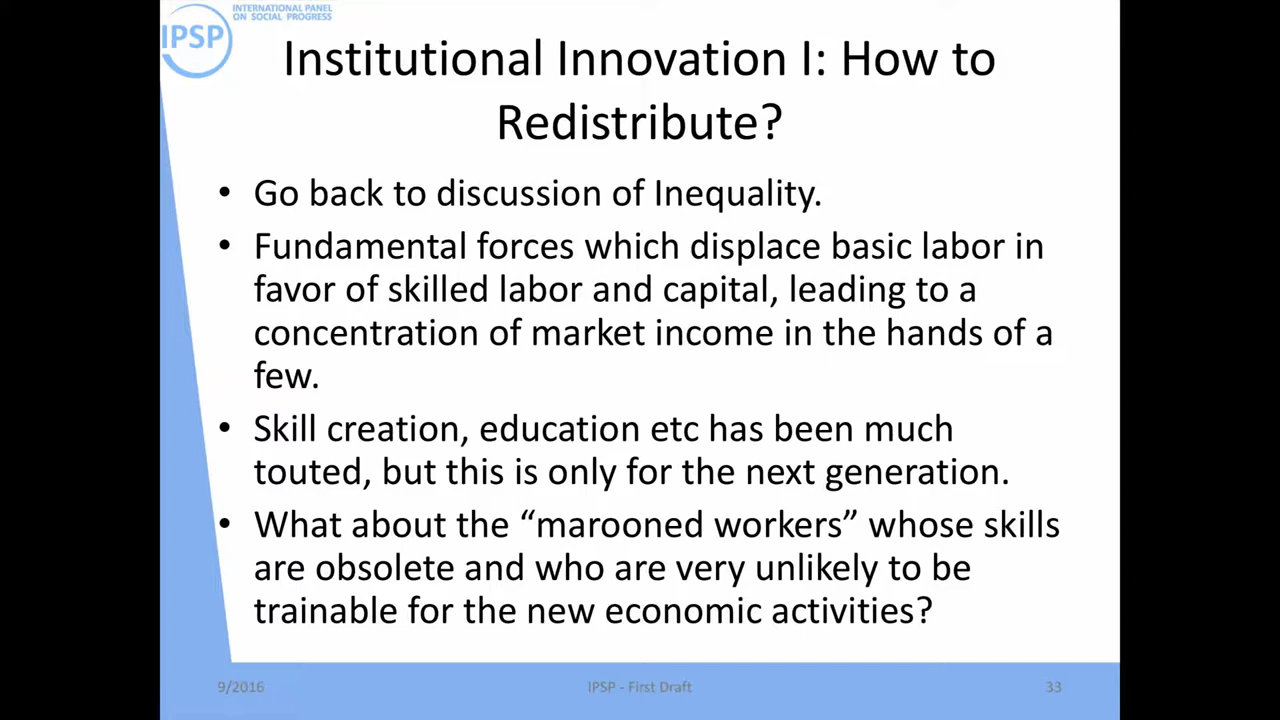 INTERNATIONAL PANEL
ON SOCIAL PROGRESS
IPSP
Institutional Innovation I: How to
Redistribute?
• Go back to discussion of Inequality.
• Fundamental forces which displace basic labor in
favor of skilled labor and capital, leading to a
concentration of market income in the hands of a
few.
• Skill creation, education etc has been much
touted, but this is only for the next generation.
• What about the “marooned workers” whose skills
are obsolete and who are very unlikely to be
trainable for the new economic activities?
9/2016
IPSP - First Draft
33